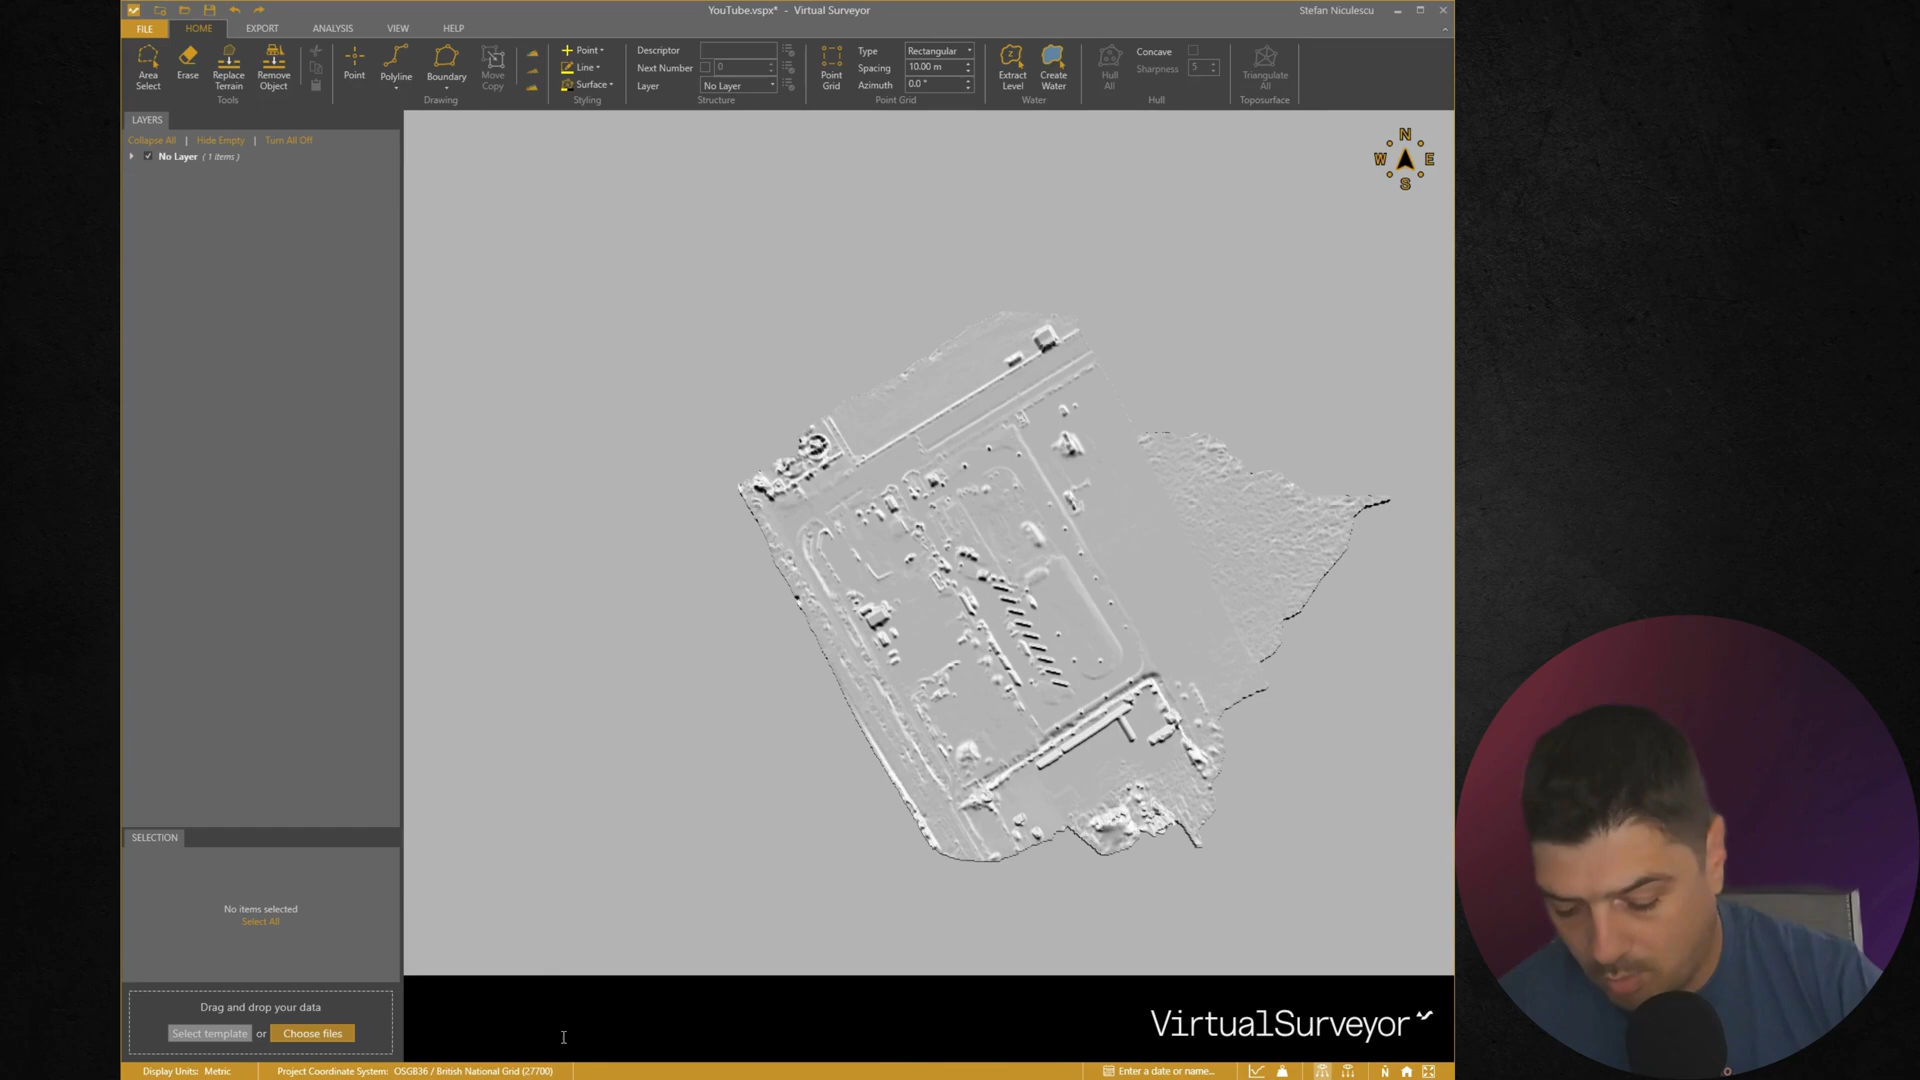 YouTube.vspx* - Virtual Surveyor
Stefan Niculescu
FILE HOME EXPORT ANALYSIS VIEW HELP
Area Select
Erase
Replace Terrain
Remove Object
Tools
Point
Polyline
Boundary
Move Copy
Drawing
Point
Line
Surface
Styling
Descriptor
Next Number 0
Layer No Layer
Structure
Point Grid
Type Rectangular
Spacing 10.00 m
Azimuth 0.0 °
Point Grid
Extract Level
Create Water
Water
Hull All
Concave
Sharpness 5
Hull
Triangulate All
Toposurface
LAYERS
Collapse All | Hide Empty | Turn All Off
No Layer ( 1 items )
N
W E
S
SELECTION
No items selected
Select All
Drag and drop your data
Select template or Choose files
VirtualSurveyor
Display Units: Metric
Project Coordinate System: OSGB36 / British National Grid (27700)
Enter a date or name...
N